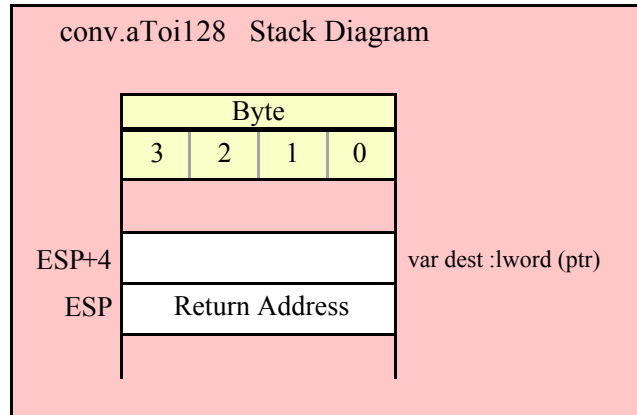 conv.aToi128 Stack Diagram
Byte
3 2 1 0
ESP+4 var dest :lword (ptr)
ESP Return Address